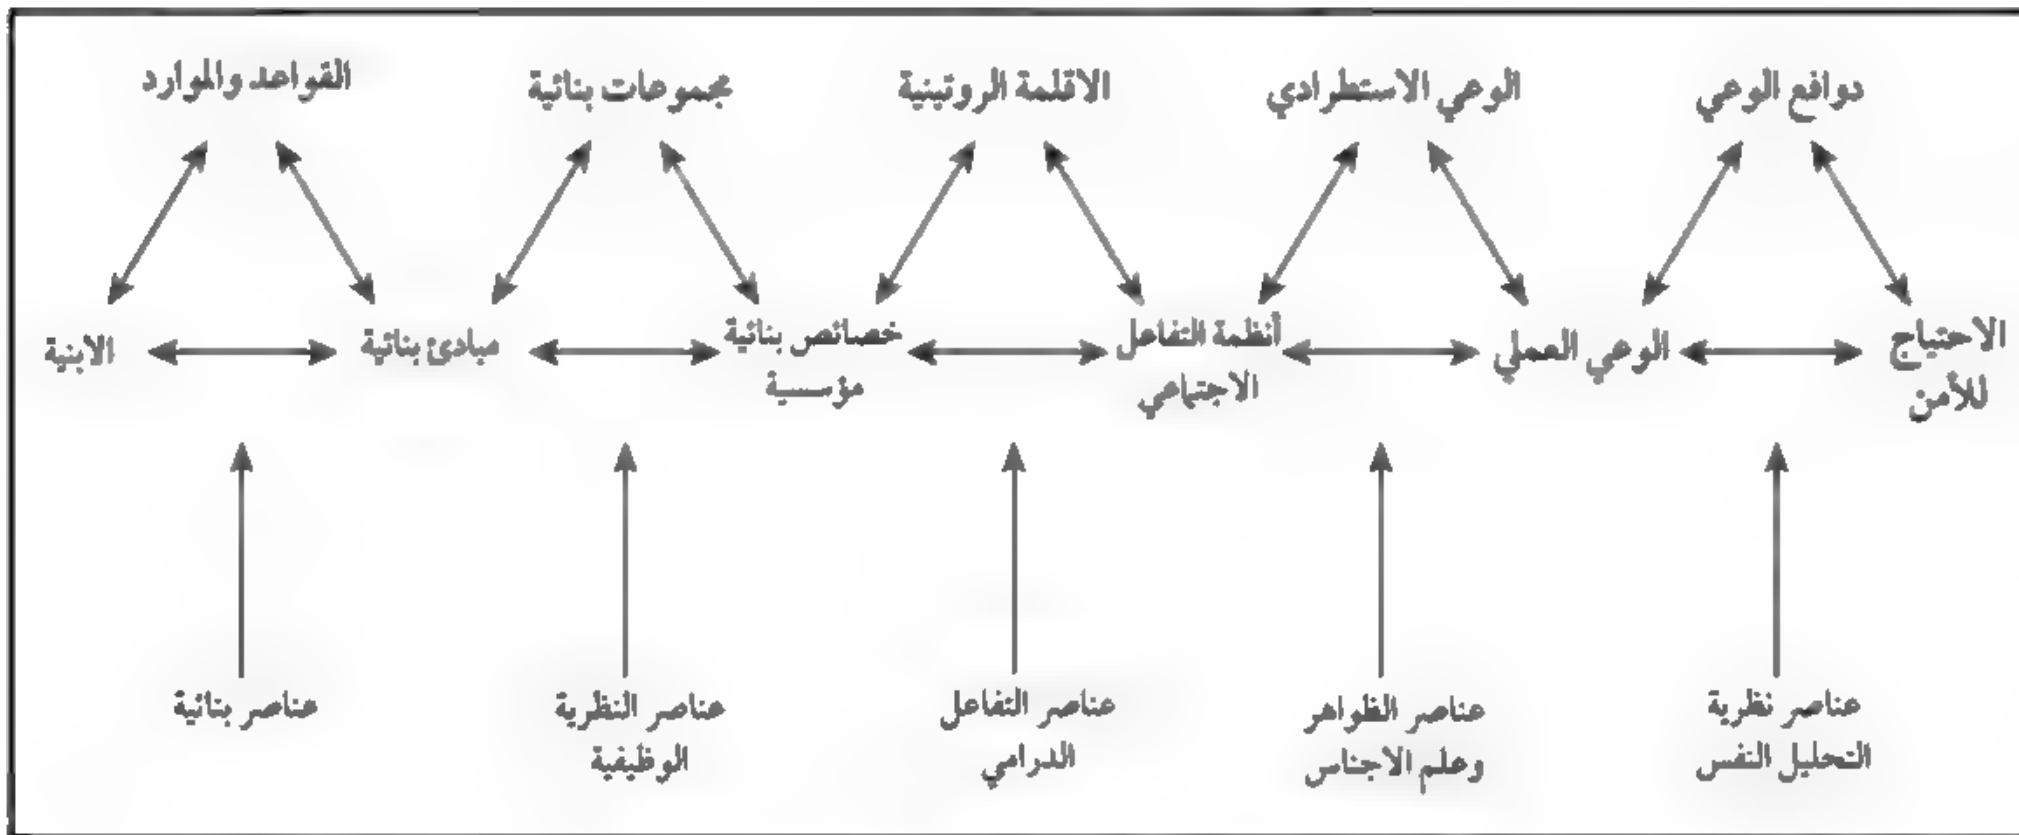 دوافع الوعي
الوعي الاستطرادي
الاقلمة الروتينية
مجموعات بنائية
القواعد والموارد
الاحتياج
للأمن
الوعي العملي
أنظمة التفاعل
الاجتماعي
خصائص بنائية
مؤسسية
مبادئ بنائية
الابنية
عناصر نظرية
التحليل النفس
عناصر الظواهر
وعلم الاجناس
عناصر التفاعل
الدرامي
عناصر النظرية
الوظيفية
عناصر بنائية